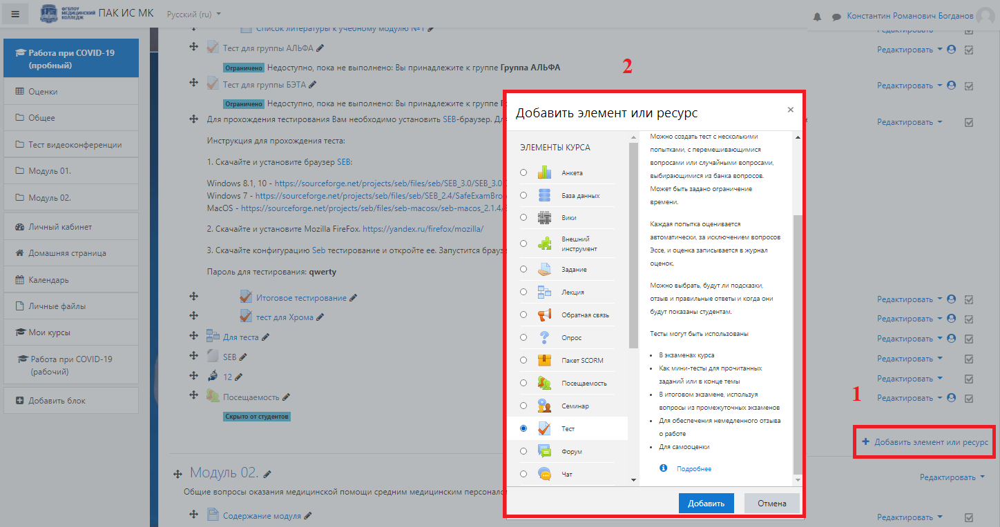 ФГБПОУ
МЕДИЦИНСКИЙ
КОЛЛЕДЖ
ПАК ИС МК
Русский (ru)
Константин Романович Богданов
Работа при COVID-19
(пробный)
Оценки
Общее
Тест видеоконференции
Модуль 01.
Модуль 02.
Личный кабинет
Домашняя страница
Календарь
Личные файлы
Мои курсы
Работа при COVID-19
(рабочий)
Добавить блок
Список литературы к учебному модулю №1
Редактировать
Тест для группы АЛЬФА
Редактировать
Ограничено Недоступно, пока не выполнено: Вы принадлежите к группе Группа АЛЬФА
2
Тест для группы БЭТА
Редактировать
Ограничено Недоступно, пока не выполнено: Вы принадлежите к группе
Для прохождения тестирования Вам необходимо установить SEB-браузер.
Редактировать
Инструкция для прохождения теста:
1. Скачайте и установите браузер SEB:
Windows 8.1, 10 - https://sourceforge.net/projects/seb/files/seb/SEB_3.0/SEB_3.0
Windows 7 - https://sourceforge.net/projects/seb/files/seb/SEB_2.4/SafeExamBro
MacOS - https://sourceforge.net/projects/seb/files/seb-macosx/seb-macos_2.1.4/
2. Скачайте и установите Mozilla FireFox. https://yandex.ru/firefox/mozilla/
3. Скачайте конфигурацию Seb тестирование и откройте ее. Запустится брауз
Пароль для тестирования: qwerty
Итоговое тестирование
Редактировать
тест для Хрома
Редактировать
Для теста
Редактировать
SEB
Редактировать
12
Редактировать
Посещаемость
Редактировать
Скрыто от студентов
1
Добавить элемент или ресурс
Модуль 02.
Редактировать
Общие вопросы оказания медицинской помощи средним медицинским персонало
Содержание модуля
Редактировать
Добавить элемент или ресурс
×
ЭЛЕМЕНТЫ КУРСА
Анкета
База данных
Вики
Внешний
инструмент
Задание
Лекция
Обратная связь
Опрос
Пакет SCORM
Посещаемость
Семинар
Тест
Форум
Чат
Можно создать тест с несколькими
попытками, с перемешивающимися
вопросами или случайными вопросами,
выбирающимися из банка вопросов.
Может быть задано ограничение
времени.
Каждая попытка оценивается
автоматически, за исключением вопросов
Эссе, и оценка записывается в журнал
оценок.
Можно выбрать, будут ли подсказки,
отзыв и правильные ответы и когда они
будут показаны студентам.
Тесты могут быть использованы
• В экзаменах курса
• Как мини-тесты для прочитанных
заданий или в конце темы
• В итоговом экзамене, используя
вопросы из промежуточных экзаменов
• Для обеспечения немедленного отзыва
о работе
• Для самооценки
Подробнее
Добавить
Отмена